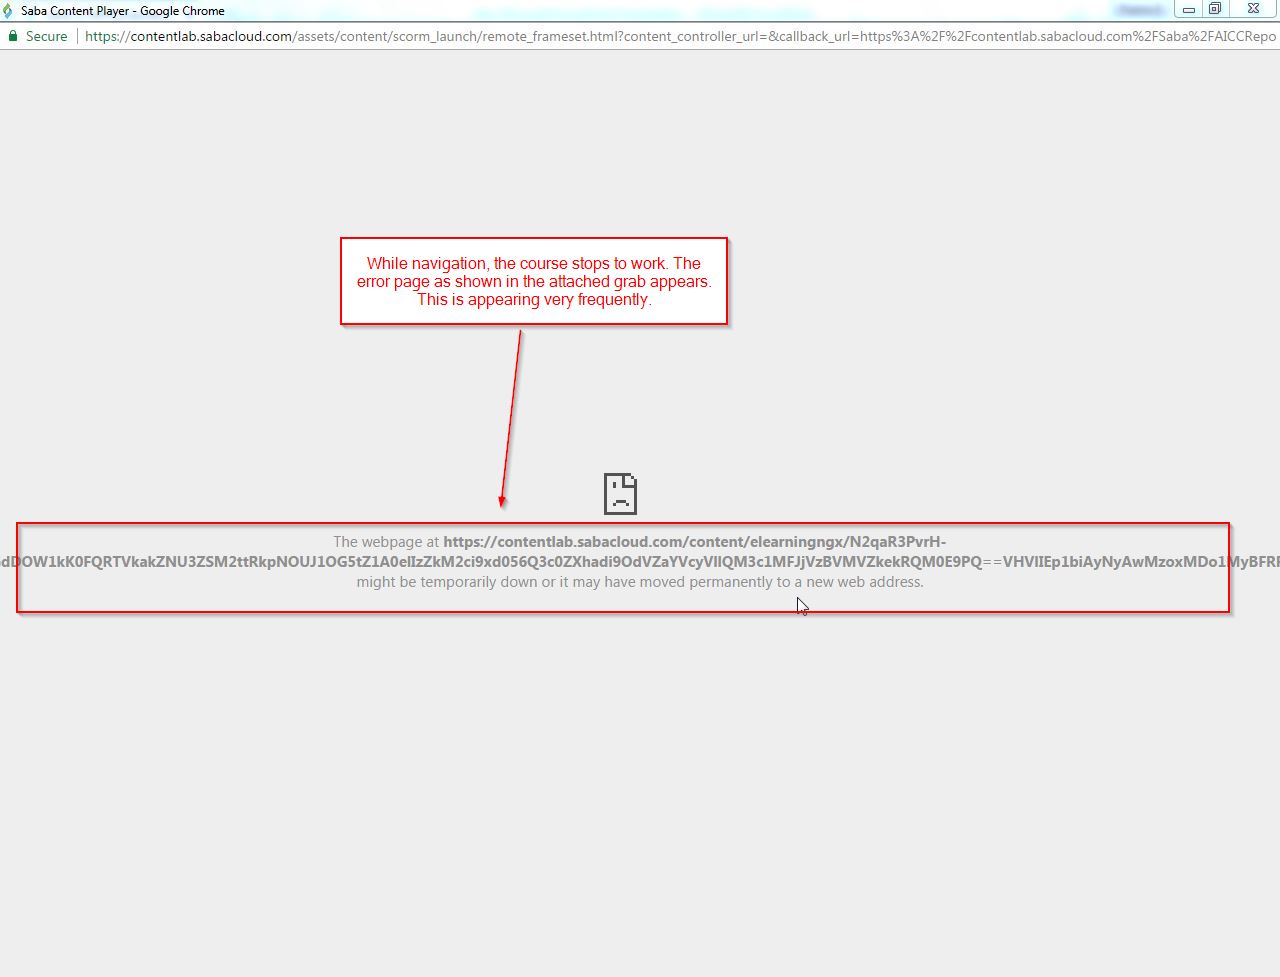 Saba Content Player - Google Chrome
Secure
https://contentlab.sabacloud.com/assets/content/scorm_launch/remote_frameset.html?content_controller_url=&callback_url=https%3A%2F%2Fcontentlab.sabacloud.com%2FSaba%2FAICCRepo
While navigation, the course stops to work. The
error page as shown in the attached grab appears.
This is appearing very frequently.
The webpage at https://contentlab.sabacloud.com/content/elearningngx/N2qaR3PvrH-
might be temporarily down or it may have moved permanently to a new web address.